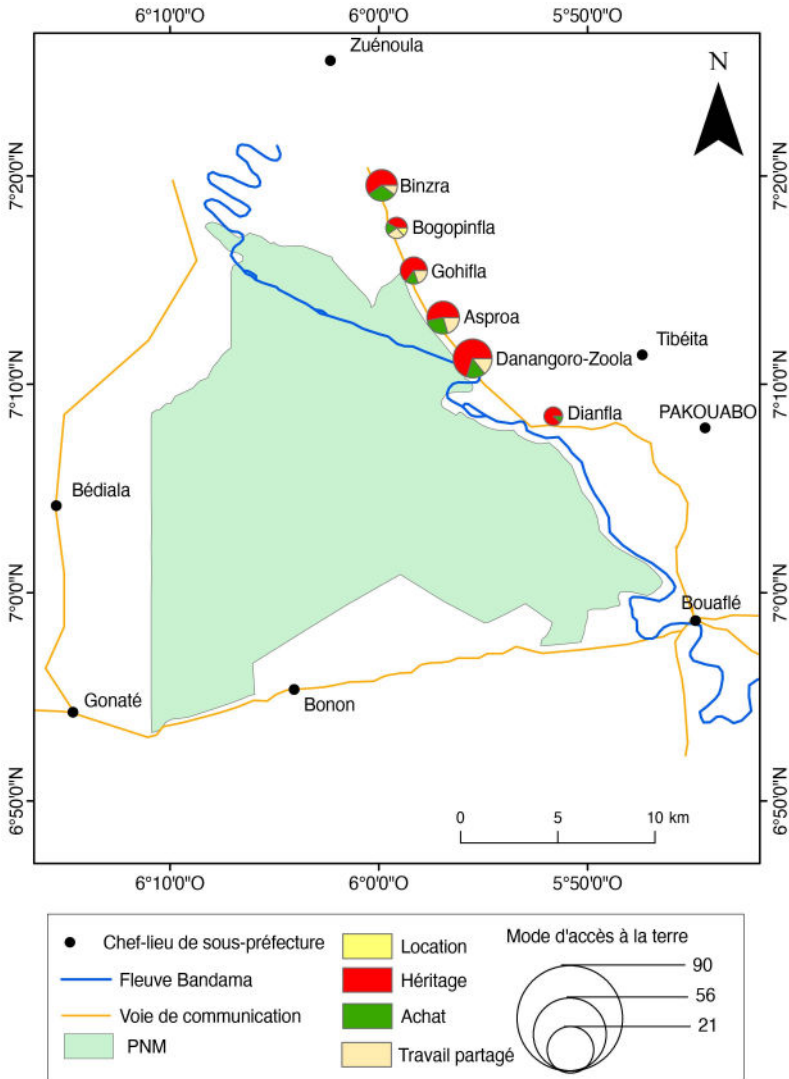 6°10'0"O 6°0'0"O 5°50'0"O
Zuénoula
N
7°20'0"N 7°20'0"N
Binzra
Bogopinfla
Gohifla
Asproa
Tibéita
Danangoro-Zoola
7°10'0"N 7°10'0"N
Dianfla
PAKOUABO
Bédiala
7°0'0"N 7°0'0"N
Bouaflé
Gonaté
Bonon
6°50'0"N 6°50'0"N
0 5 10 km
6°10'0"O 6°0'0"O 5°50'0"O
Chef-lieu de sous-préfecture
Fleuve Bandama
Voie de communication
PNM
Location
Héritage
Achat
Travail partagé
Mode d'accès à la terre
90
56
21